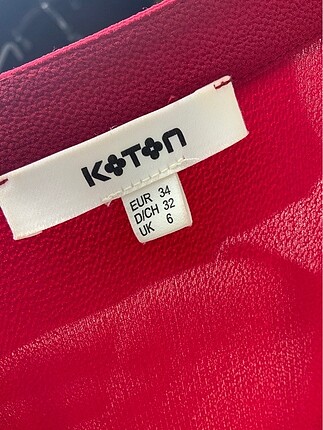 KOTON
EUR 34
D/CH 32
UK 6